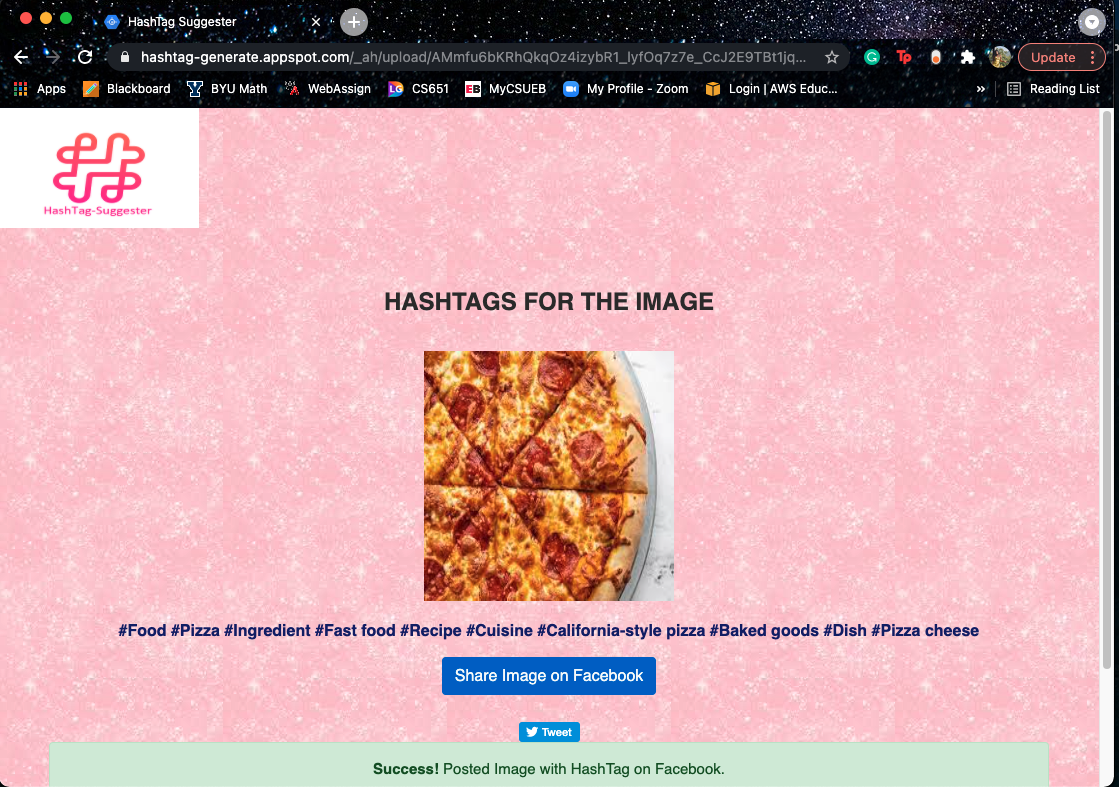 HashTag Suggester
hashtag-generate.appspot.com/_ah/upload/AMmfu6bKRhQkqOz4izybR1_lyfOq7z7e_CcJ2E9TBt1jq...
Update
Apps Blackboard BYU Math WebAssign LG CS651 EB MyCSUEB My Profile - Zoom Login | AWS Educ... » Reading List
HashTag-Suggester
HASHTAGS FOR THE IMAGE
#Food #Pizza #Ingredient #Fast food #Recipe #Cuisine #California-style pizza #Baked goods #Dish #Pizza cheese
Share Image on Facebook
Tweet
Success! Posted Image with HashTag on Facebook.